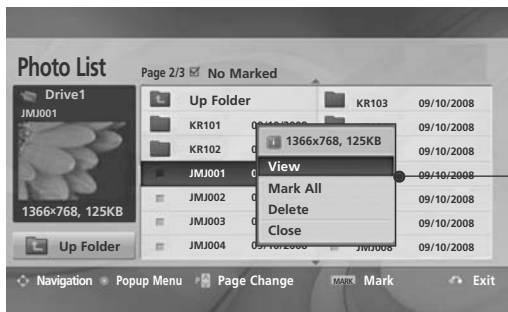 Photo List
Page 2/3 No Marked
Drive1
JMJ001
1366x768, 125KB
Up Folder
Up Folder
KR101
KR102
JMJ001
JMJ002
JMJ003
JMJ004
KR103 09/10/2008
09/10/2008
09/10/2008
09/10/2008
09/10/2008
09/10/2008
JMJ008 09/10/2008
1366x768, 125KB
View
Mark All
Delete
Close
Navigation Popup Menu P Page Change MARK Mark Exit